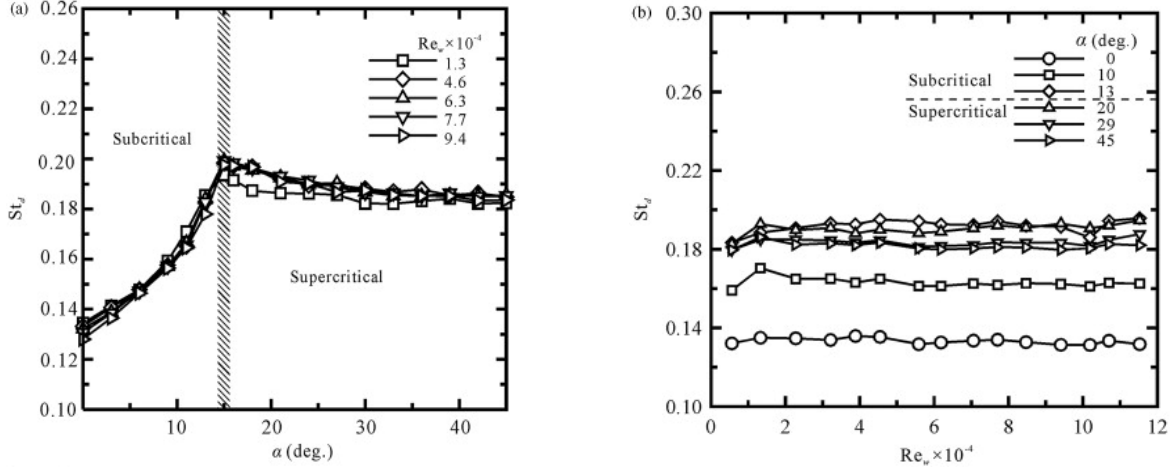 (a)
0.26
0.24
0.22
0.20
0.18
0.16
0.14
0.12
0.10
St_d
Re_w×10^-4
1.3
4.6
6.3
7.7
9.4
Subcritical
Supercritical
10 20 30 40
α (deg.)
(b)
0.30
0.26
0.22
0.18
0.14
0.10
St_d
α (deg.)
0
Subcritical 10
13
Supercritical 20
29
45
0 2 4 6 8 10 12
Re_w×10^-4